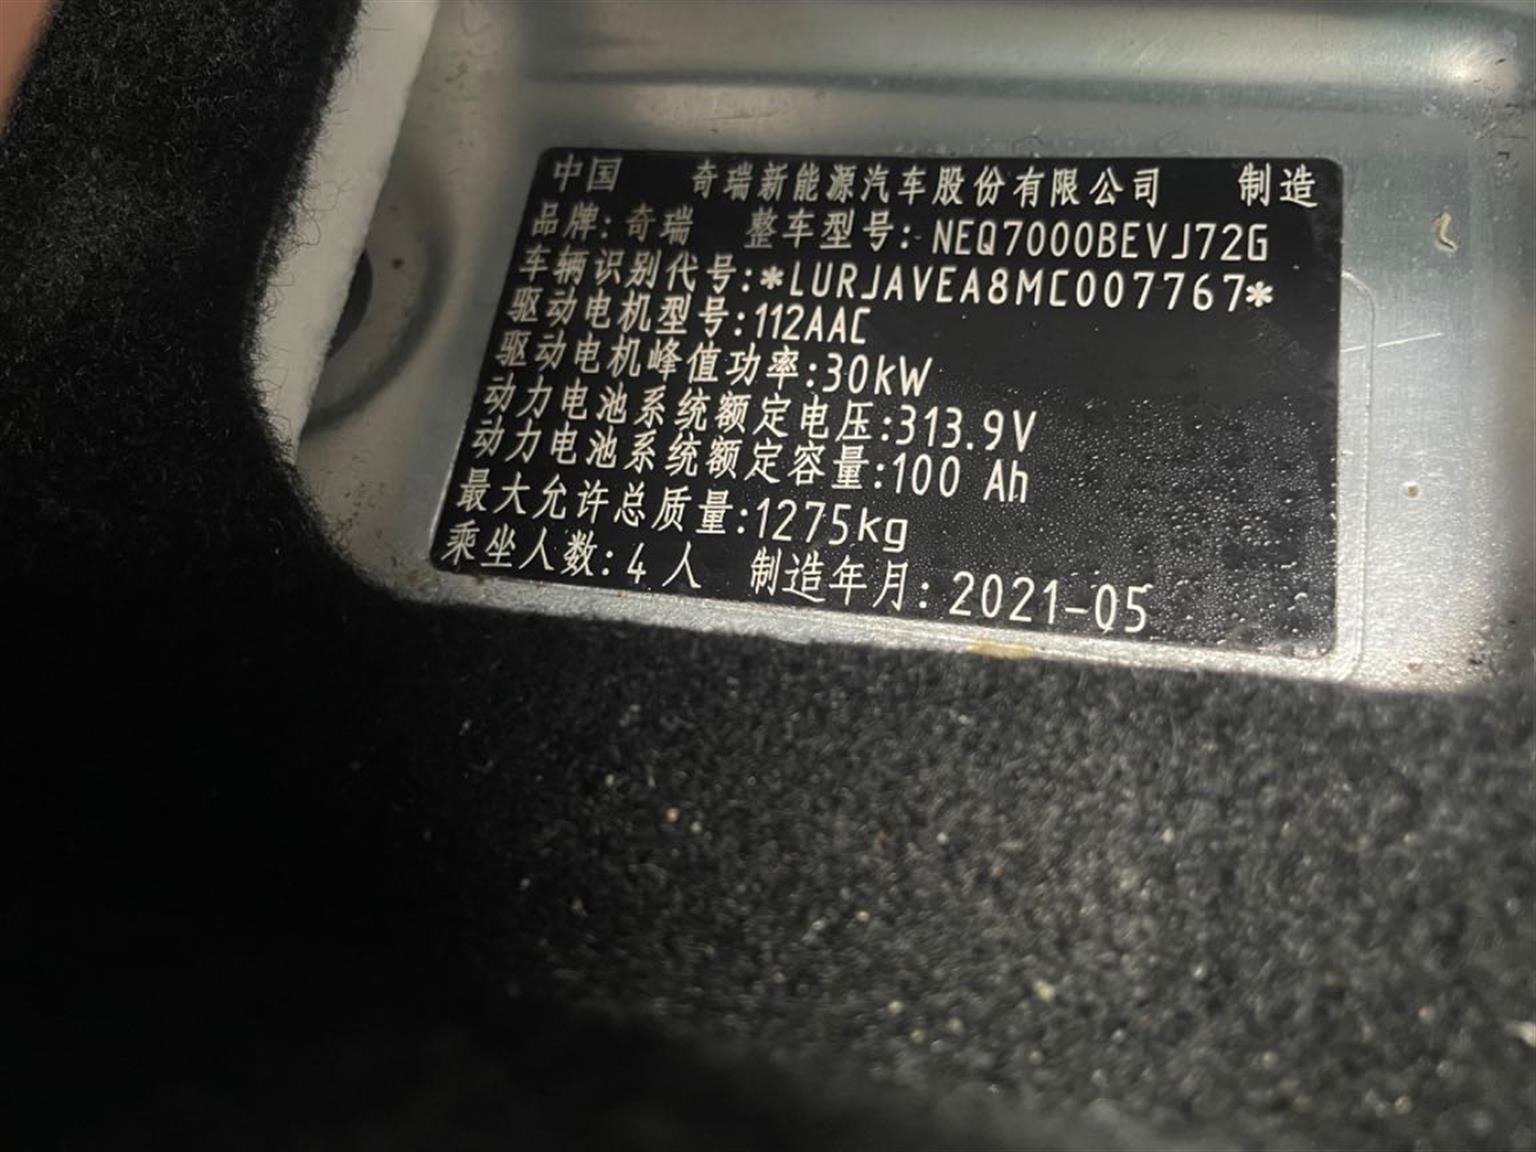 中国 奇瑞新能源汽车股份有限公司 制造
品牌:奇瑞 整车型号:NEQ7000BEVJ72G
车辆识别代号:*LURJAVEA8MC007767*
驱动电机型号:112AAC
驱动电机峰值功率:30kW
动力电池系统额定电压:313.9V
动力电池系统额定容量:100 Ah
最大允许总质量:1275kg
乘坐人数:4人 制造年月:2021-05